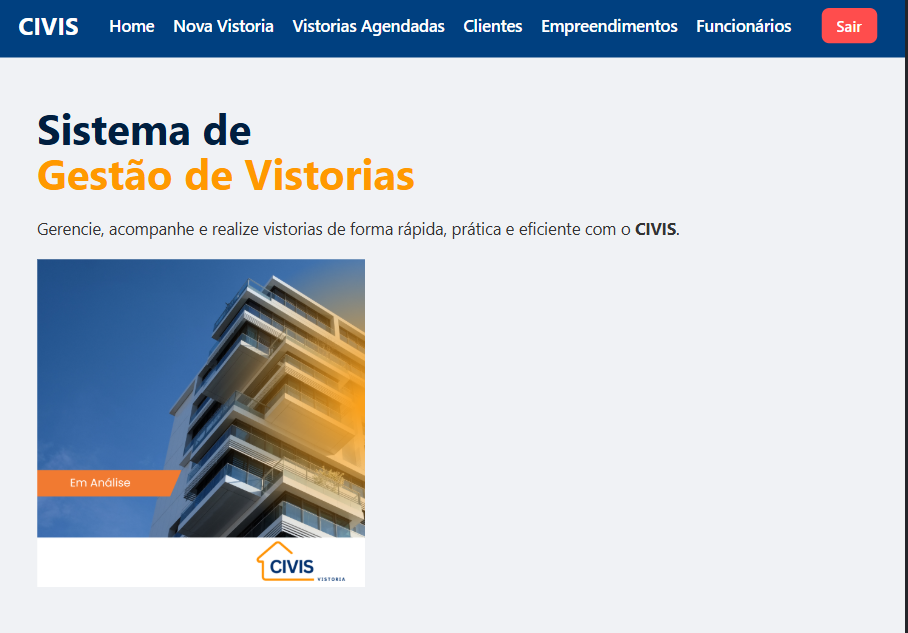 CIVIS Home Nova Vistoria Vistorias Agendadas Clientes Empreendimentos Funcionários Sair
Sistema de
Gestão de Vistorias
Gerencie, acompanhe e realize vistorias de forma rápida, prática e eficiente com o CIVIS.
Em Análise
CIVIS
VISTORIA